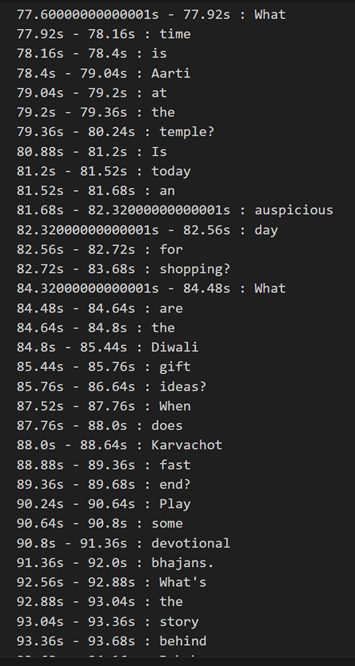 77.60000000000001s - 77.92s : What
77.92s - 78.16s : time
78.16s - 78.4s : is
78.4s - 79.04s : Aarti
79.04s - 79.2s : at
79.2s - 79.36s : the
79.36s - 80.24s : temple?
80.88s - 81.2s : Is
81.2s - 81.52s : today
81.52s - 81.68s : an
81.68s - 82.32000000000001s : auspicious
82.32000000000001s - 82.56s : day
82.56s - 82.72s : for
82.72s - 83.68s : shopping?
84.32000000000001s - 84.48s : What
84.48s - 84.64s : are
84.64s - 84.8s : the
84.8s - 85.44s : Diwali
85.44s - 85.76s : gift
85.76s - 86.64s : ideas?
87.52s - 87.76s : When
87.76s - 88.0s : does
88.0s - 88.64s : Karvachot
88.88s - 89.36s : fast
89.36s - 89.68s : end?
90.24s - 90.64s : Play
90.64s - 90.8s : some
90.8s - 91.36s : devotional
91.36s - 92.0s : bhajans.
92.56s - 92.88s : What's
92.88s - 93.04s : the
93.04s - 93.36s : story
93.36s - 93.68s : behind